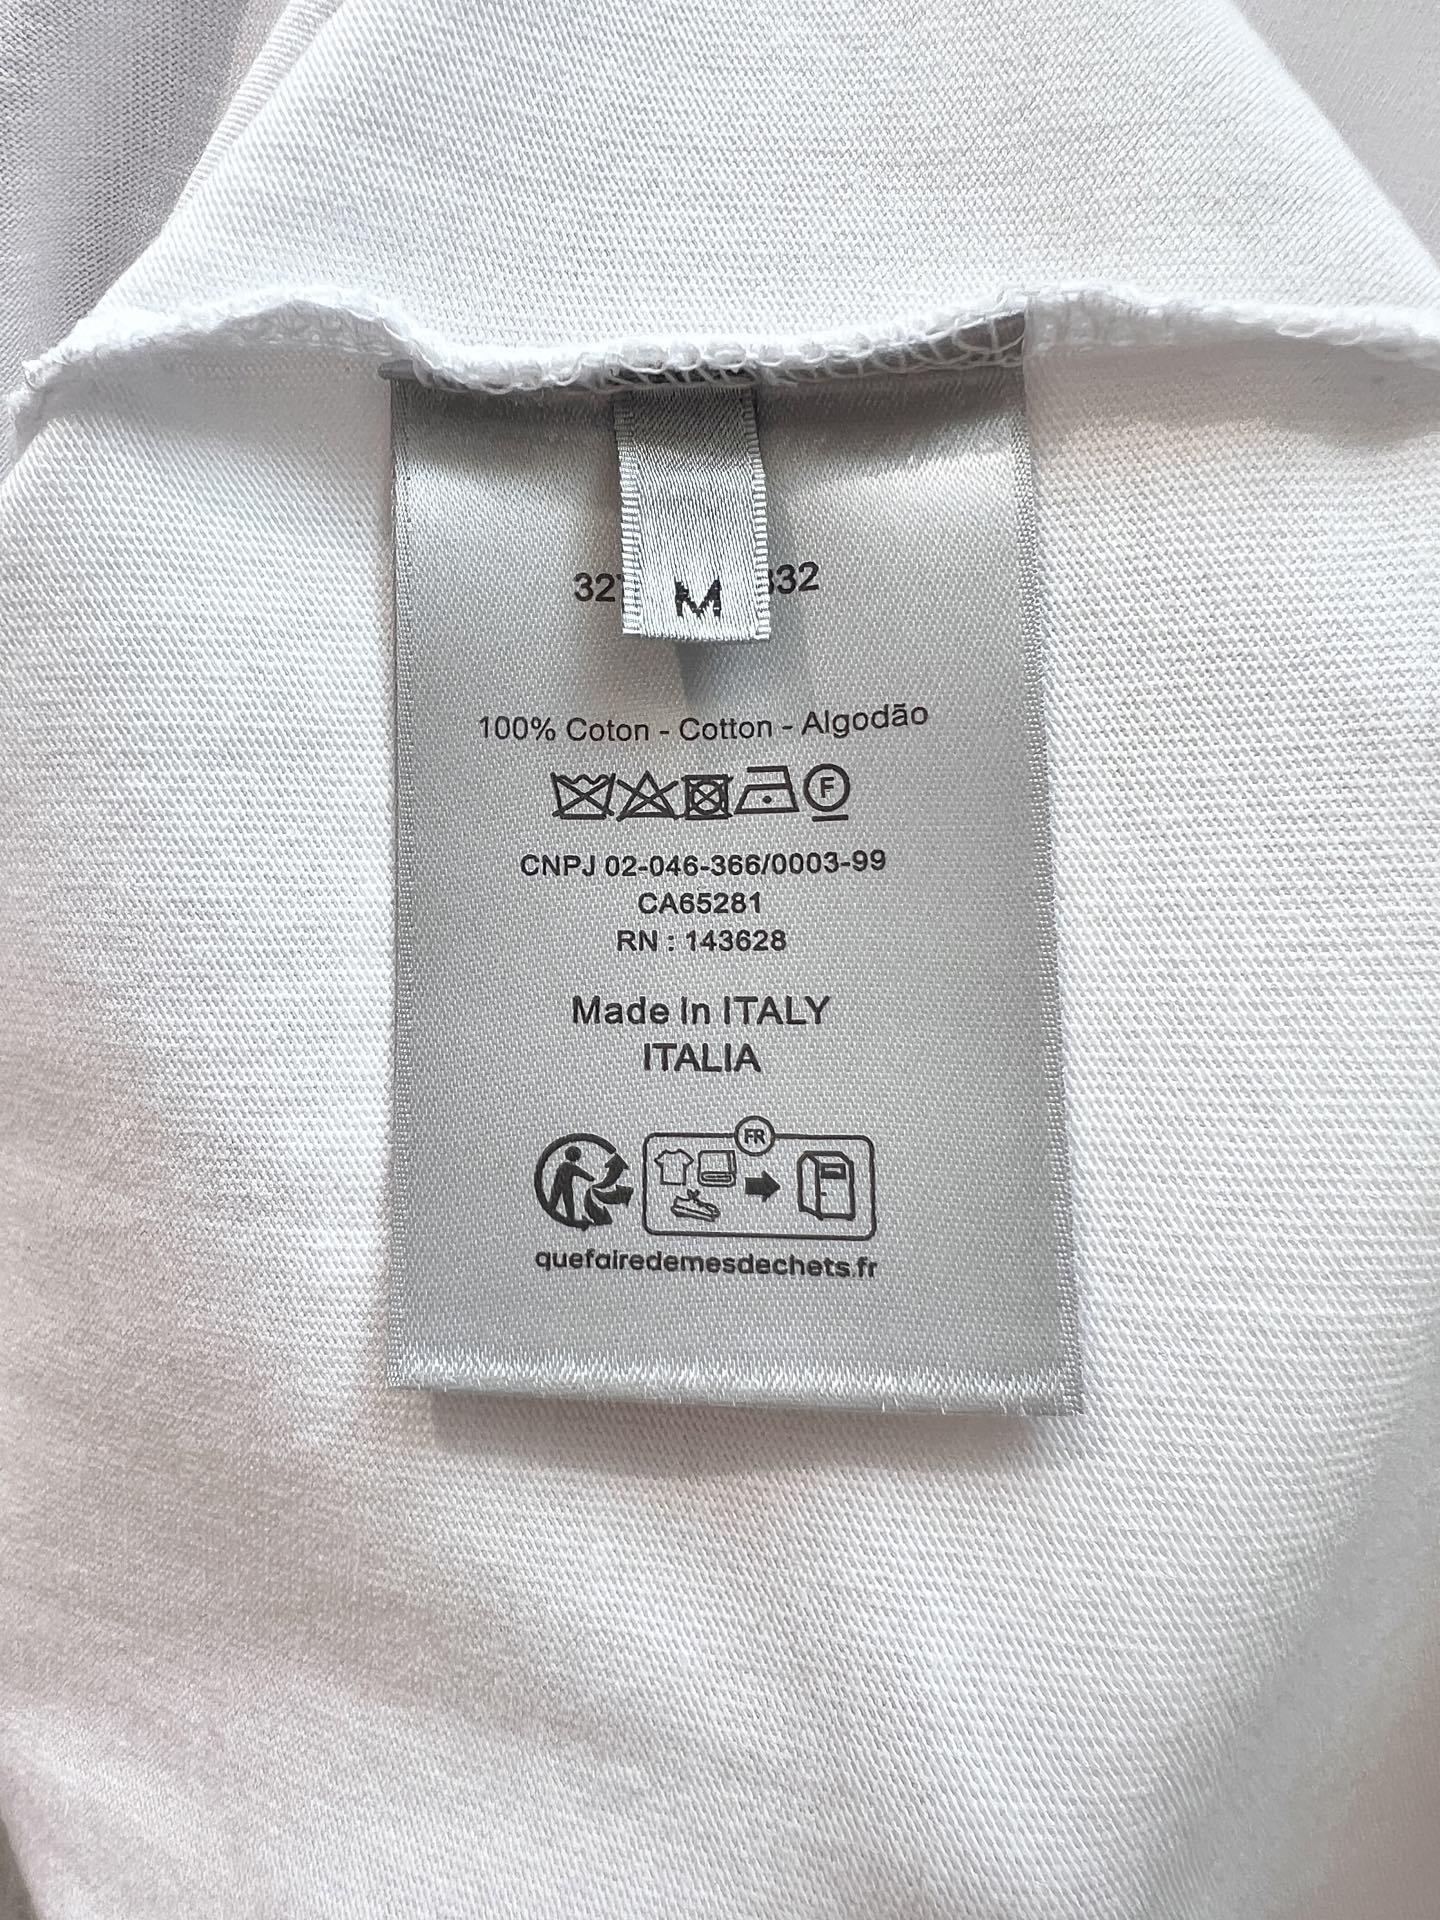 M
100% Coton - Cotton - Algodão
F
CNPJ 02-046-366/0003-99
CA65281
RN : 143628
Made In ITALY
ITALIA
FR
quefairedemesdechets.fr